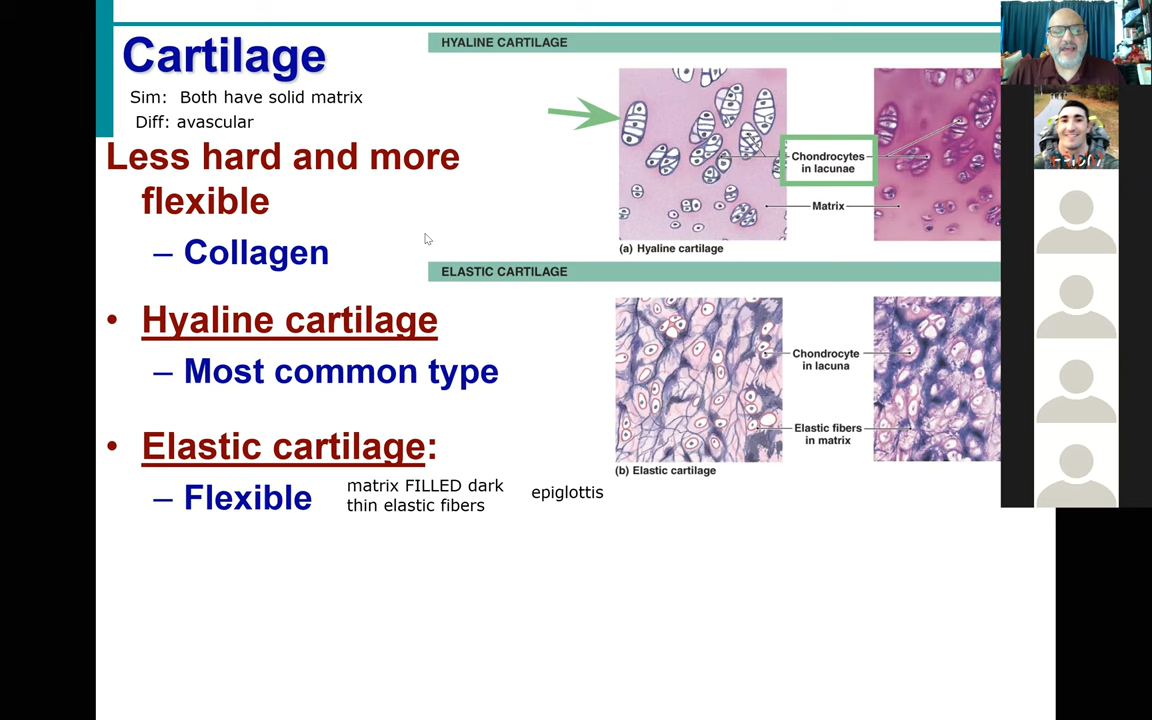 Cartilage
Sim: Both have solid matrix
Diff: avascular
Less hard and more
flexible
– Collagen
• Hyaline cartilage
– Most common type
• Elastic cartilage:
– Flexible
matrix FILLED dark
thin elastic fibers
epiglottis
HYALINE CARTILAGE
Chondrocytes
in lacunae
Matrix
(a) Hyaline cartilage
ELASTIC CARTILAGE
Chondrocyte
in lacuna
Elastic fibers
in matrix
(b) Elastic cartilage